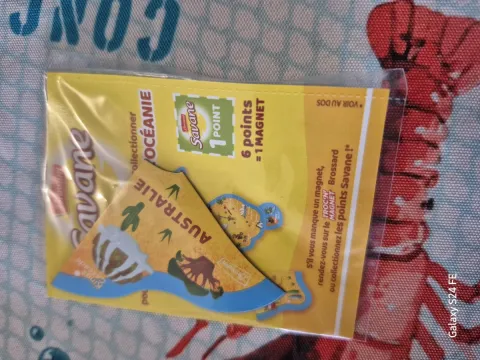 CONS
Savane
collectionner
OCÉANIE
Savane
1 POINT
6 points
= 1 MAGNET
AUSTRALIE
S'il vous manque un magnet,
rendez-vous sur le Brossard
ou collectionnez les points Savane !*
* VOIR AU DOS
Galaxy S24 FE